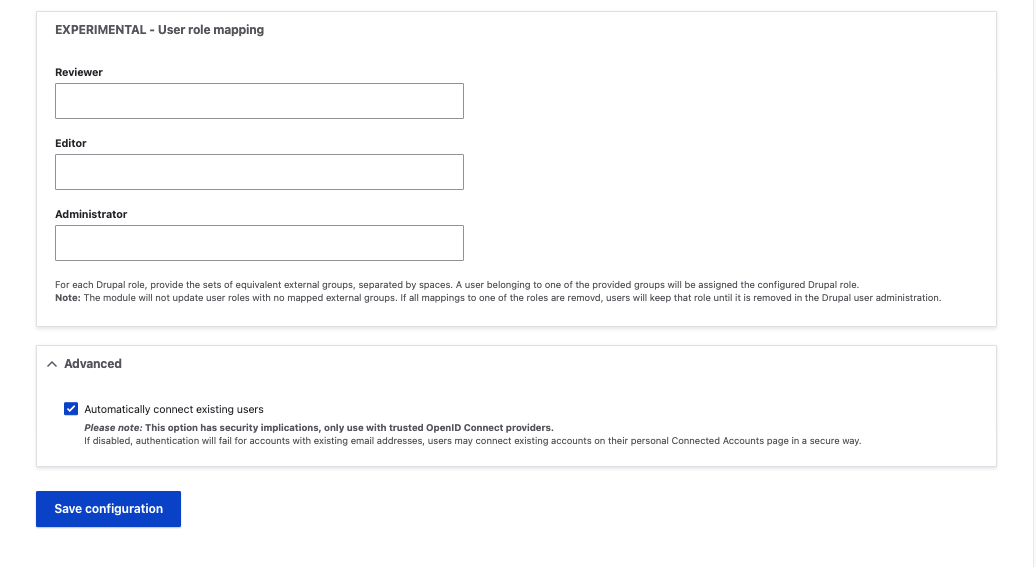 EXPERIMENTAL - User role mapping
Reviewer
Editor
Administrator
For each Drupal role, provide the sets of equivalent external groups, separated by spaces. A user belonging to one of the provided groups will be assigned the configured Drupal role.
Note: The module will not update user roles with no mapped external groups. If all mappings to one of the roles are removd, users will keep that role until it is removed in the Drupal user administration.
Advanced
Automatically connect existing users
Please note: This option has security implications, only use with trusted OpenID Connect providers.
If disabled, authentication will fail for accounts with existing email addresses, users may connect existing accounts on their personal Connected Accounts page in a secure way.
Save configuration